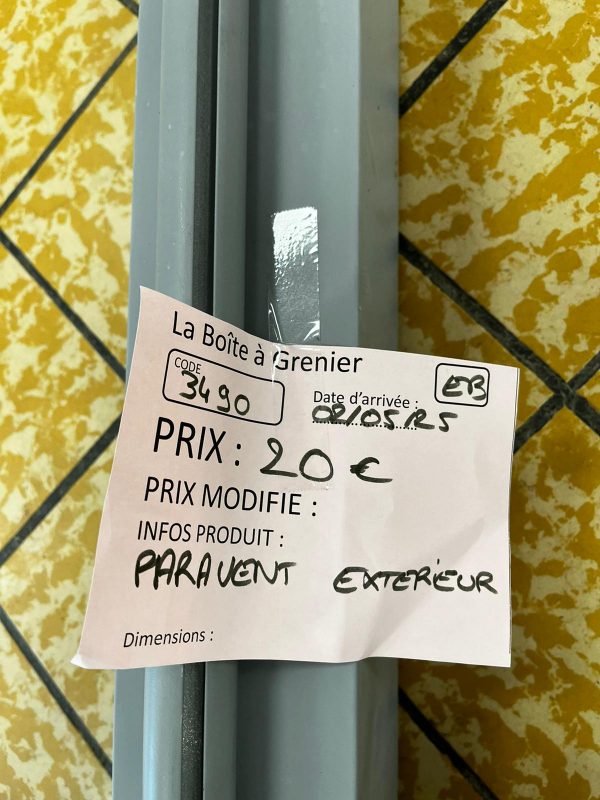 La Boîte à Grenier
CODE
3490
EB
Date d'arrivée :
02/05/25
PRIX : 20 €
PRIX MODIFIE :
INFOS PRODUIT :
PARAVENT EXTERIEUR
Dimensions :